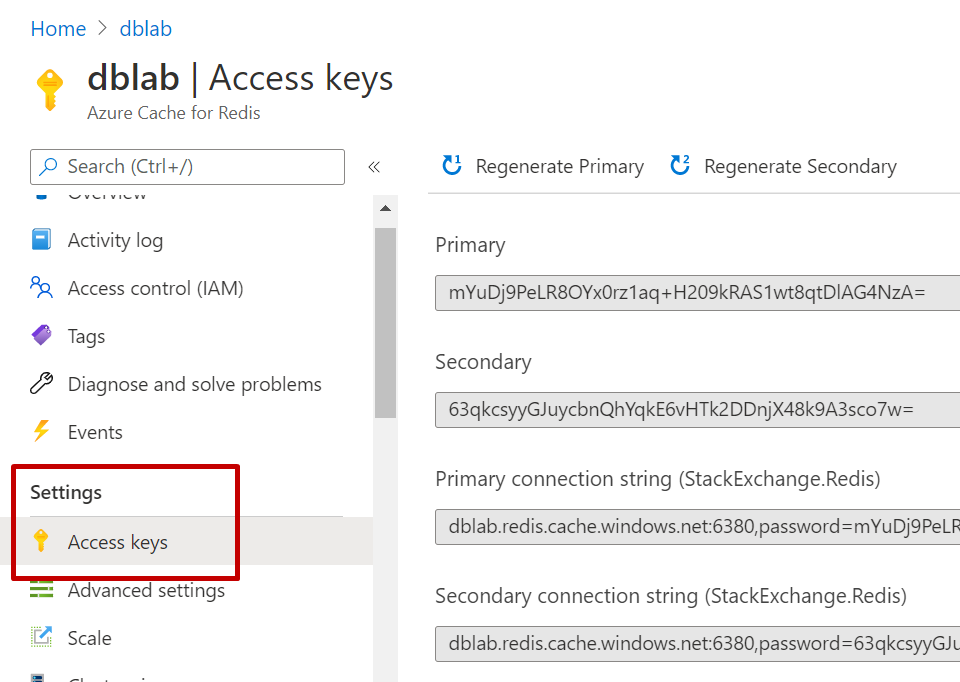 Home > dblab
dblab | Access keys
Azure Cache for Redis
Search (Ctrl+/)
«
Overview
Activity log
Access control (IAM)
Tags
Diagnose and solve problems
Events
Settings
Access keys
Advanced settings
Scale
Regenerate Primary
Regenerate Secondary
Primary
mYuDj9PeLR8OYx0rz1aq+H209kRAS1wt8qtDlAG4NzA=
Secondary
63qkcsyyGJuycbnQhYqkE6vHTk2DDnjX48k9A3sco7w=
Primary connection string (StackExchange.Redis)
dblab.redis.cache.windows.net:6380,password=mYuDj9PeLR
Secondary connection string (StackExchange.Redis)
dblab.redis.cache.windows.net:6380,password=63qkcsyyGJu